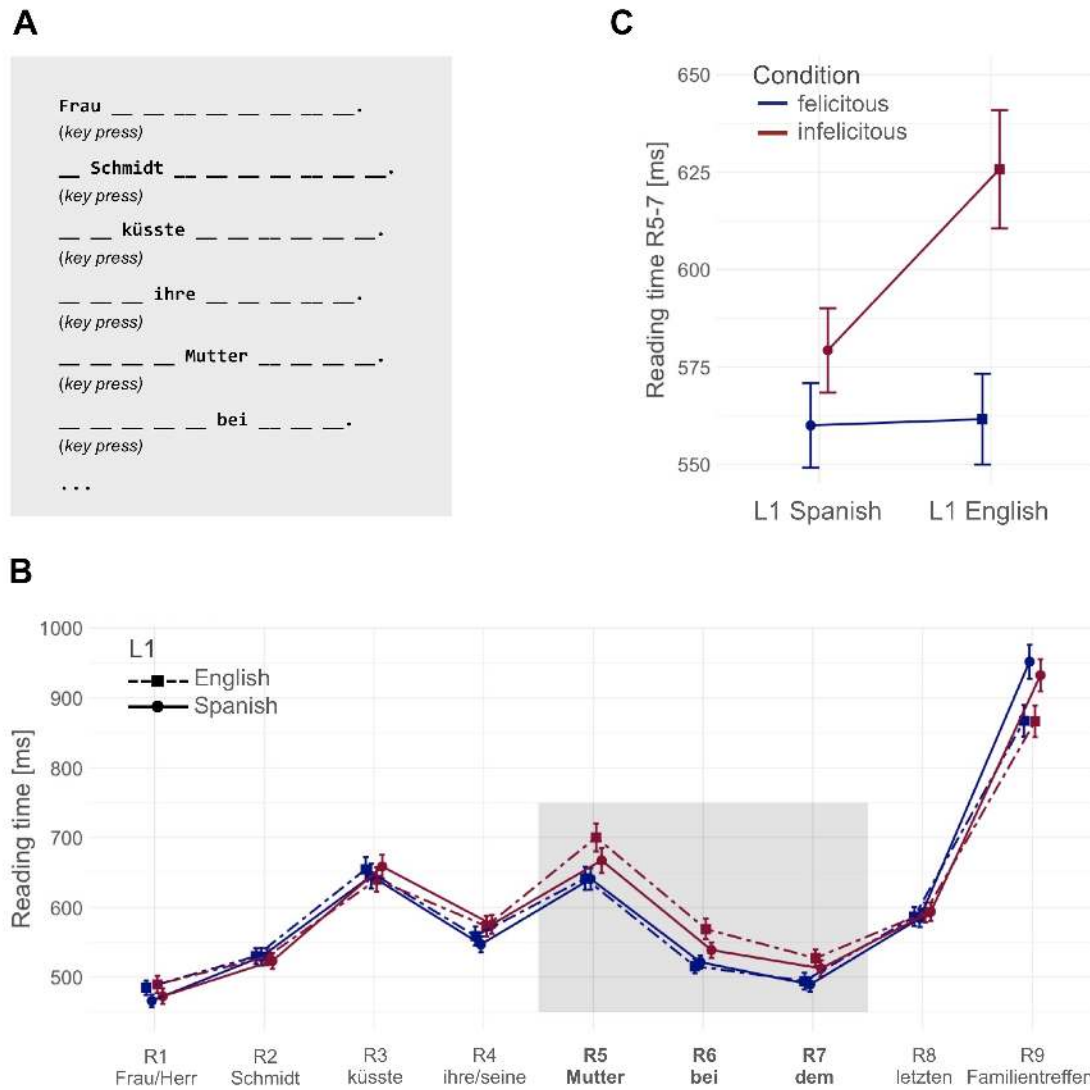 A
Frau __ __ __ __ __ __ __ __.
(key press)
__ Schmidt __ __ __ __ __ __ __.
(key press)
__ __ küsste __ __ __ __ __ __.
(key press)
__ __ __ ihre __ __ __ __ __.
(key press)
__ __ __ __ Mutter __ __ __ __.
(key press)
__ __ __ __ __ bei __ __ __.
(key press)
...
C
Condition
felicitous
infelicitous
Reading time R5-7 [ms]
650
625
600
575
550
L1 Spanish L1 English
B
L1
English
Spanish
Reading time [ms]
1000
900
800
700
600
500
R1 R2 R3 R4 R5 R6 R7 R8 R9
Frau/Herr Schmidt küsste ihre/seine Mutter bei dem letzten Familientreffen